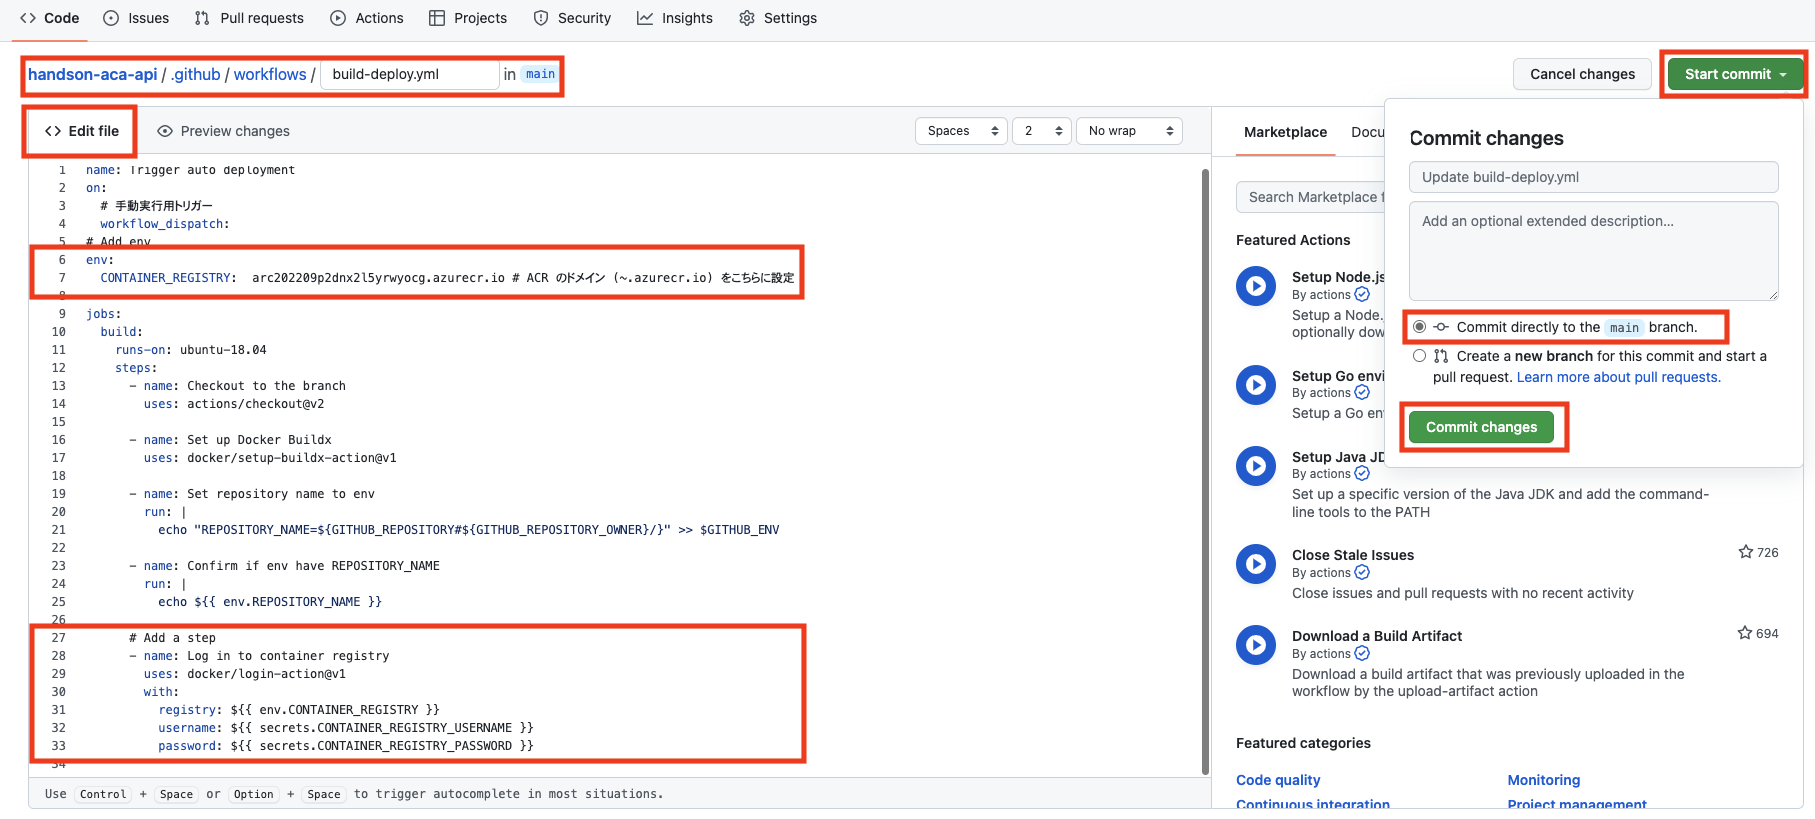 Code Issues Pull requests Actions Projects Security Insights Settings
handson-aca-api / .github / workflows / build-deploy.yml in main
Cancel changes Start commit
Edit file Preview changes Spaces 2 No wrap
1 name: Trigger auto deployment
2 on:
3 # 手動実行用トリガー
4 workflow_dispatch:
5 # Add env
6 env:
7 CONTAINER_REGISTRY: arc202209p2dnx2l5yrwyocg.azurecr.io # ACR のドメイン (~.azurecr.io) をこちらに設定
8
9 jobs:
10 build:
11 runs-on: ubuntu-18.04
12 steps:
13 - name: Checkout to the branch
14 uses: actions/checkout@v2
15
16 - name: Set up Docker Buildx
17 uses: docker/setup-buildx-action@v1
18
19 - name: Set repository name to env
20 run: |
21 echo "REPOSITORY_NAME=${GITHUB_REPOSITORY#${GITHUB_REPOSITORY_OWNER}/}" >> $GITHUB_ENV
22
23 - name: Confirm if env have REPOSITORY_NAME
24 run: |
25 echo ${{ env.REPOSITORY_NAME }}
26
27 # Add a step
28 - name: Log in to container registry
29 uses: docker/login-action@v1
30 with:
31 registry: ${{ env.CONTAINER_REGISTRY }}
32 username: ${{ secrets.CONTAINER_REGISTRY_USERNAME }}
33 password: ${{ secrets.CONTAINER_REGISTRY_PASSWORD }}
34
Use Control + Space or Option + Space to trigger autocomplete in most situations.
Marketplace Docu
Search Marketplace f
Featured Actions
Setup Node.js
By actions
Setup a Node.
optionally dow
Setup Go envi
By actions
Setup a Go en
Setup Java JD
By actions
Set up a specific version of the Java JDK and add the command-
line tools to the PATH
Close Stale Issues 726
By actions
Close issues and pull requests with no recent activity
Download a Build Artifact 694
By actions
Download a build artifact that was previously uploaded in the
workflow by the upload-artifact action
Featured categories
Code quality Monitoring
Continuous integration Project management
Commit changes
Update build-deploy.yml
Add an optional extended description...
Commit directly to the main branch.
Create a new branch for this commit and start a
pull request. Learn more about pull requests.
Commit changes